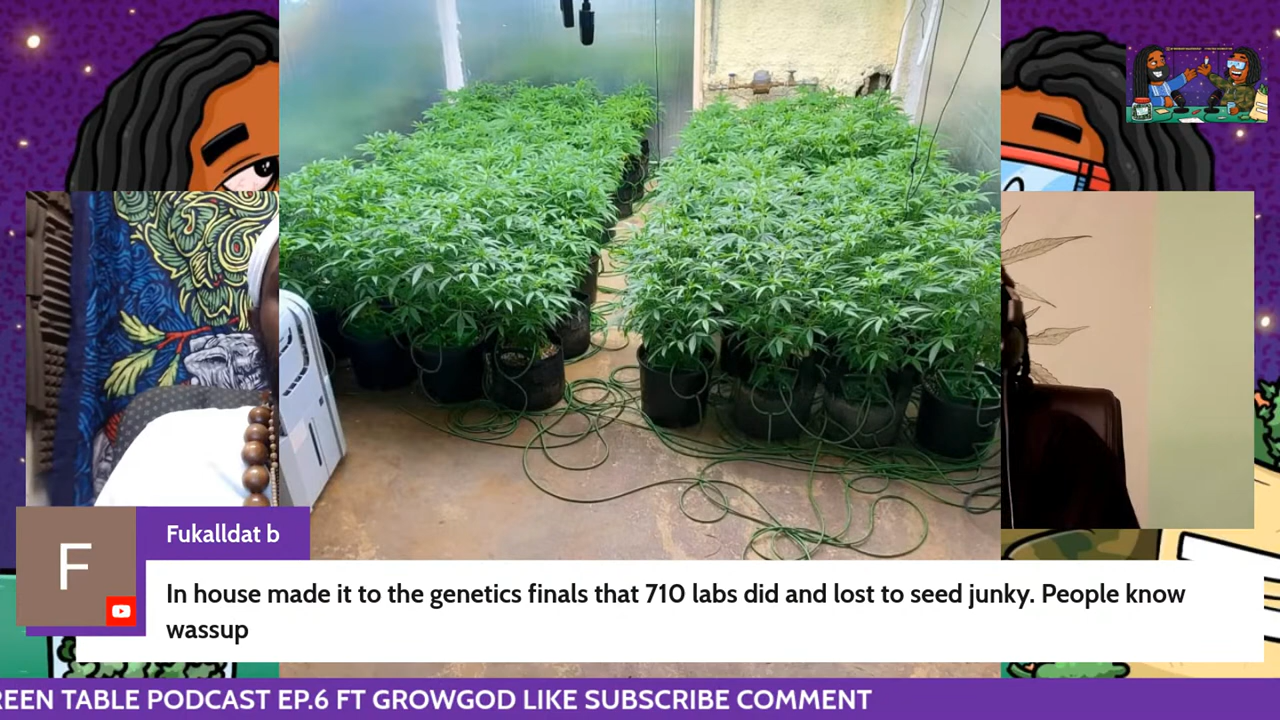 F
Fukalldat b
In house made it to the genetics finals that 710 labs did and lost to seed junky. People know
wassup
REEN TABLE PODCAST EP.6 FT GROWGOD LIKE SUBSCRIBE COMMENT